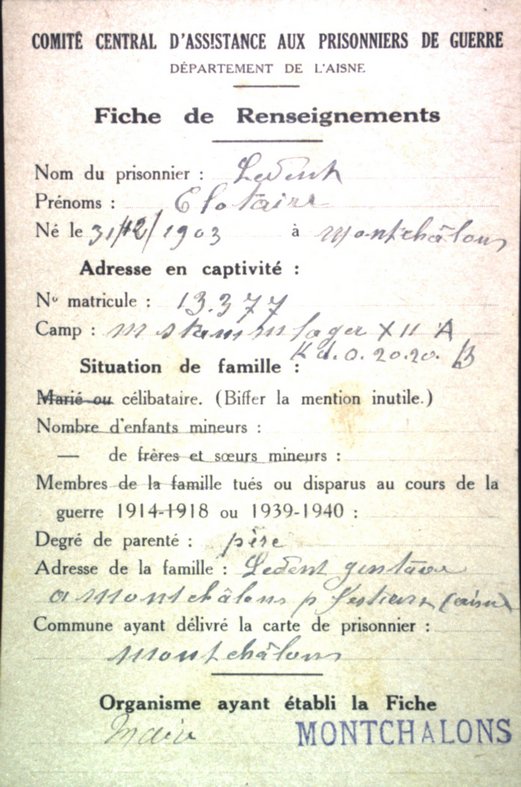 COMITÉ CENTRAL D'ASSISTANCE AUX PRISONNIERS DE GUERRE
DÉPARTEMENT DE L'AISNE
Fiche de Renseignements
Nom du prisonnier : Ledent
Prénoms : Clotaire
Né le 31/12/1903 à Montchâlons
Adresse en captivité :
N° matricule : 13.377
Camp : M stammlager XII A
K d.o. 20.20. B
Situation de famille :
Marié ou célibataire. (Biffer la mention inutile.)
Nombre d'enfants mineurs :
— de frères et sœurs mineurs :
Membres de la famille tués ou disparus au cours de la
guerre 1914-1918 ou 1939-1940 :
Degré de parenté : père
Adresse de la famille : Ledent gustave
a montchâlons p (aisne)
Commune ayant délivré la carte de prisonnier :
montchâlons
Organisme ayant établi la Fiche
Mairie MONTCHALONS